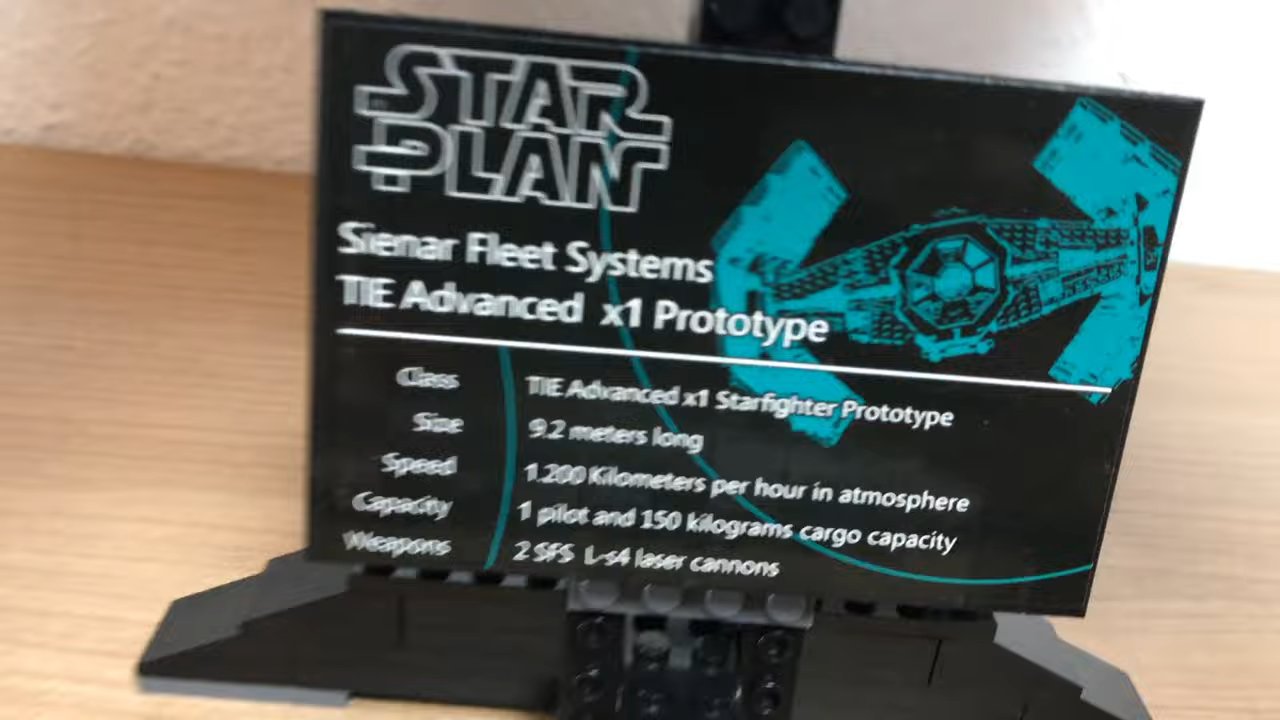 STAR
PLAN
Sienar Fleet Systems
TIE Advanced x1 Prototype
Class TIE Advanced x1 Starfighter Prototype
Size 9.2 meters long
Speed 1.200 Kilometers per hour in atmosphere
Capacity 1 pilot and 150 kilograms cargo capacity
Weapons 2 SFS L-s4 laser cannons